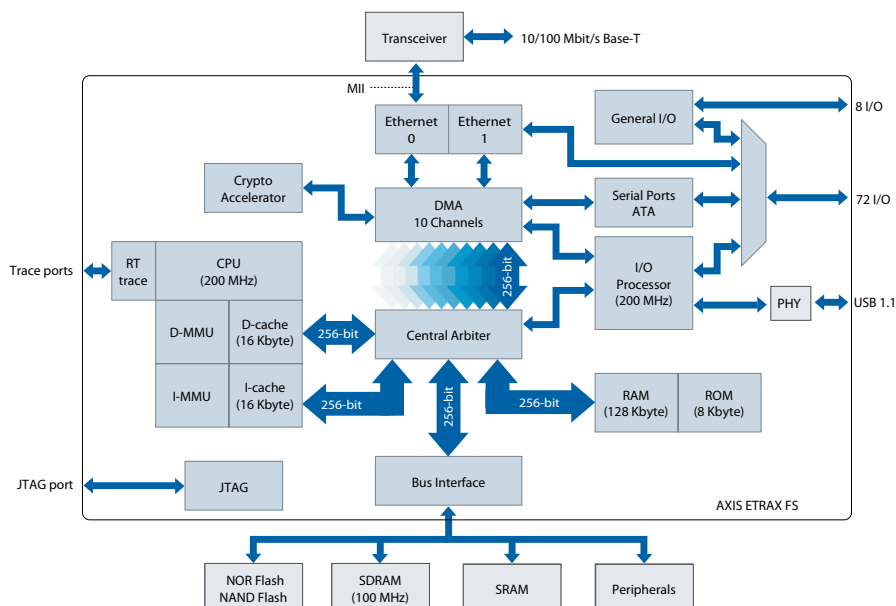 Transceiver
10/100 Mbit/s Base-T
MII
Ethernet
0
Ethernet
1
General I/O
8 I/O
Crypto
Accelerator
DMA
10 Channels
Serial Ports
ATA
72 I/O
Trace ports
RT
trace
CPU
(200 MHz)
256-bit
I/O
Processor
(200 MHz)
PHY
USB 1.1
D-MMU
D-cache
(16 Kbyte)
256-bit
Central Arbiter
I-MMU
I-cache
(16 Kbyte)
256-bit
256-bit
256-bit
RAM
(128 Kbyte)
ROM
(8 Kbyte)
JTAG port
JTAG
Bus Interface
AXIS ETRAX FS
NOR Flash
NAND Flash
SDRAM
(100 MHz)
SRAM
Peripherals